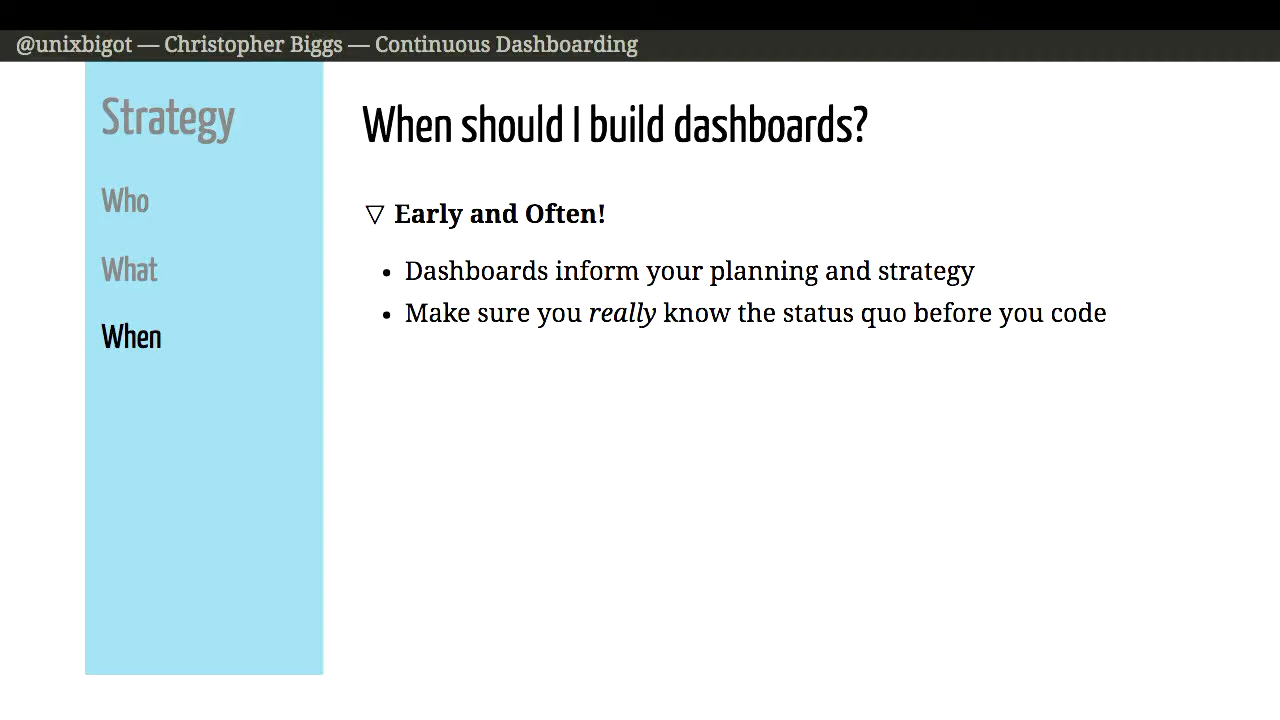 @unixbigot — Christopher Biggs — Continuous Dashboarding
Strategy
Who
What
When
When should I build dashboards?
▽ Early and Often!
• Dashboards inform your planning and strategy
• Make sure you really know the status quo before you code